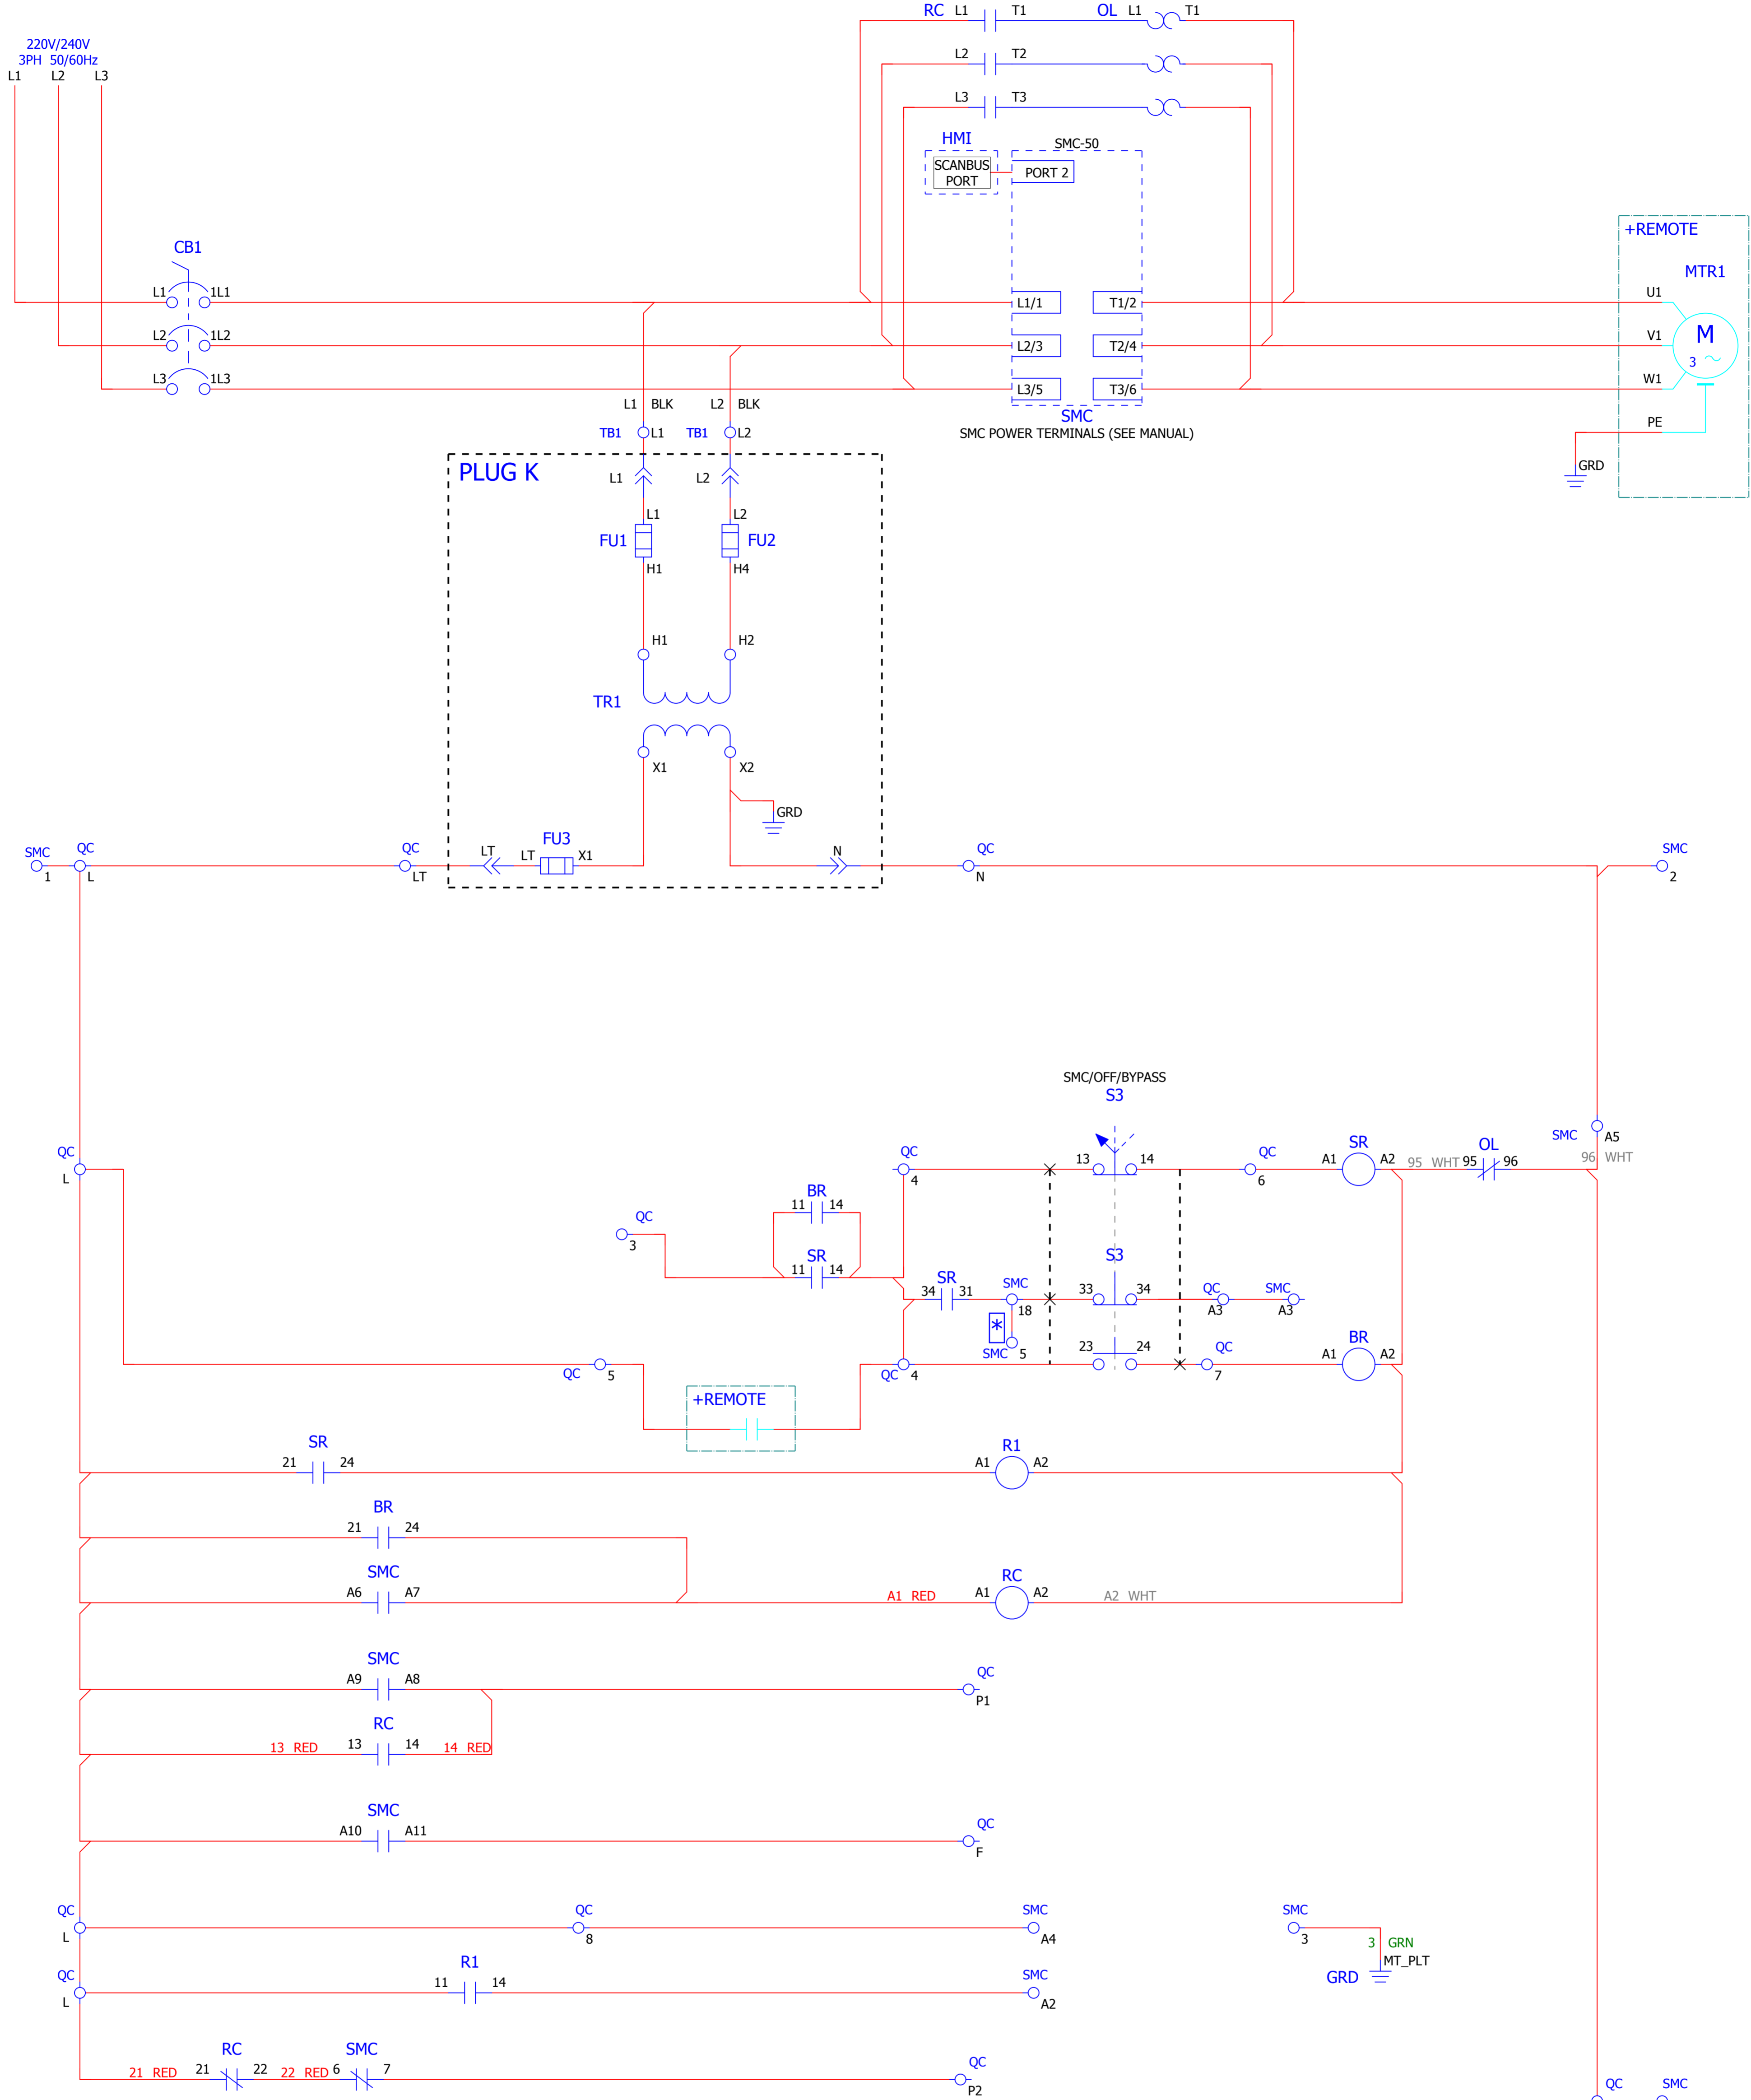 RC L1 T1 OL L1 T1
220V/240V
3PH 50/60Hz
L1 L2 L3
L2 T2
L3 T3
HMI
SMC-50
SCANBUS
PORT
PORT 2
+REMOTE
CB1
MTR1
L1 1L1
L1/1 T1/2
U1
L2 1L2
L2/3 T2/4
V1
M
3
L3 1L3
L3/5 T3/6
W1
L1 BLK L2 BLK
SMC
SMC POWER TERMINALS (SEE MANUAL)
PE
TB1 L1 TB1 L2
GRD
PLUG K
L1 L2
L1 L2
FU1 FU2
H1 H4
H1 H2
TR1
X1 X2
GRD
SMC QC QC LT FU3 N QC SMC
LT X1
1 L LT N 2
SMC/OFF/BYPASS
S3
SMC A5
QC QC 13 14 QC SR OL 96 WHT
A1 A2 95 WHT 95 96
L 4 6
BR
11 14
QC
3
SR
11 14
S3
SR SMC
34 31 33 34 QC SMC
18 A3 A3
*
SMC 5
23 24 QC BR
A1 A2
QC 5 QC 4 7
+REMOTE
SR R1
21 24 A1 A2
BR
21 24
SMC RC
A6 A7 A1 RED A1 A2 A2 WHT
SMC
A9 A8 QC
P1
RC
13 RED 13 14 14 RED
SMC
A10 A11 QC
F
QC QC SMC SMC
L 8 A4 3
3 GRN
MT_PLT
GRD
QC R1 SMC
11 14
L A2
RC SMC
21 RED 21 22 22 RED 6 7 QC
P2
QC SMC